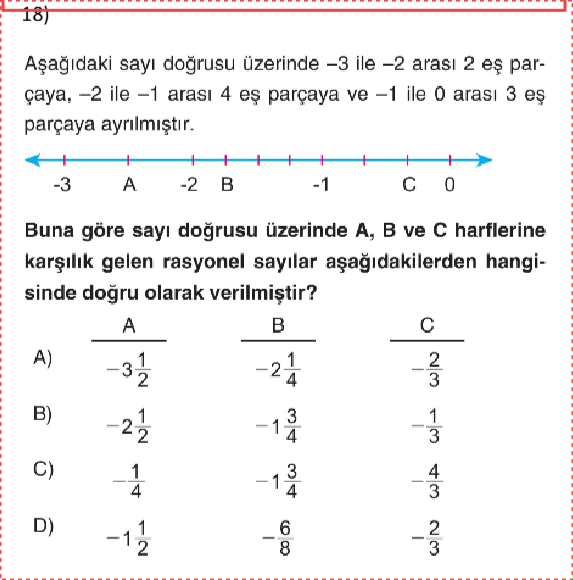 18)
Aşağıdaki sayı doğrusu üzerinde –3 ile –2 arası 2 eş par-
çaya, –2 ile –1 arası 4 eş parçaya ve –1 ile 0 arası 3 eş
parçaya ayrılmıştır.
-3 A -2 B -1 C 0
Buna göre sayı doğrusu üzerinde A, B ve C harflerine
karşılık gelen rasyonel sayılar aşağıdakilerden hangi-
sinde doğru olarak verilmiştir?
A B C
A) −3 1/2 −2 1/4 −2/3
B) −2 1/2 −1 3/4 −1/3
C) −1/4 −1 3/4 −4/3
D) −1 1/2 −6/8 −2/3